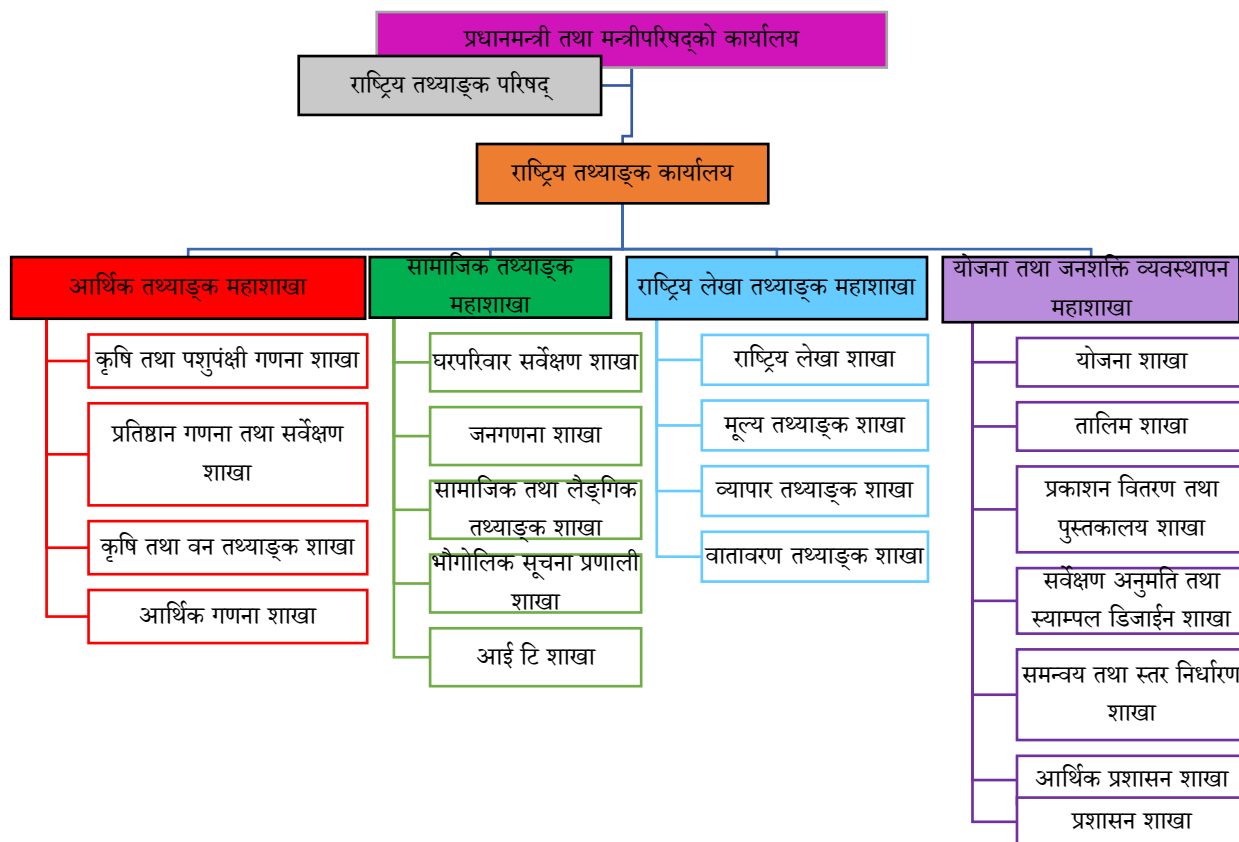 प्रधानमन्त्री तथा मन्त्रीपरिषद्‌को कार्यालय
राष्ट्रिय तथ्याङ्क परिषद्
राष्ट्रिय तथ्याङ्क कार्यालय
आर्थिक तथ्याङ्क महाशाखा
कृषि तथा पशुपंक्षी गणना शाखा
प्रतिष्ठान गणना तथा सर्वेक्षण
शाखा
कृषि तथा वन तथ्याङ्क शाखा
आर्थिक गणना शाखा
सामाजिक तथ्याङ्क
महाशाखा
घरपरिवार सर्वेक्षण शाखा
जनगणना शाखा
सामाजिक तथा लैङ्गिक
तथ्याङ्क शाखा
भौगोलिक सूचना प्रणाली
शाखा
आई टि शाखा
राष्ट्रिय लेखा तथ्याङ्क महाशाखा
राष्ट्रिय लेखा शाखा
मूल्य तथ्याङ्क शाखा
व्यापार तथ्याङ्क शाखा
वातावरण तथ्याङ्क शाखा
योजना तथा जनशक्ति व्यवस्थापन
महाशाखा
योजना शाखा
तालिम शाखा
प्रकाशन वितरण तथा
पुस्तकालय शाखा
सर्वेक्षण अनुमति तथा
स्याम्पल डिजाईन शाखा
समन्वय तथा स्तर निर्धारण
शाखा
आर्थिक प्रशासन शाखा
प्रशासन शाखा